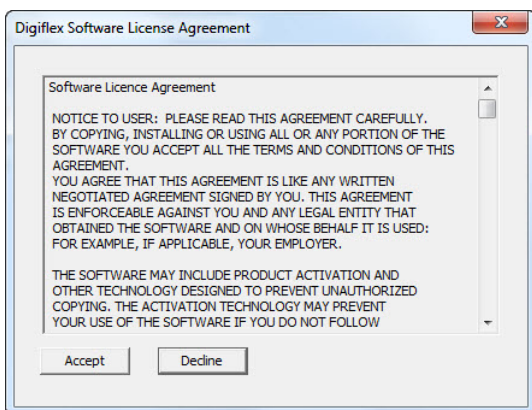 Digiflex Software License Agreement
Software Licence Agreement
NOTICE TO USER: PLEASE READ THIS AGREEMENT CAREFULLY.
BY COPYING, INSTALLING OR USING ALL OR ANY PORTION OF THE
SOFTWARE YOU ACCEPT ALL THE TERMS AND CONDITIONS OF THIS
AGREEMENT.
YOU AGREE THAT THIS AGREEMENT IS LIKE ANY WRITTEN
NEGOTIATED AGREEMENT SIGNED BY YOU. THIS AGREEMENT
IS ENFORCEABLE AGAINST YOU AND ANY LEGAL ENTITY THAT
OBTAINED THE SOFTWARE AND ON WHOSE BEHALF IT IS USED:
FOR EXAMPLE, IF APPLICABLE, YOUR EMPLOYER.
THE SOFTWARE MAY INCLUDE PRODUCT ACTIVATION AND
OTHER TECHNOLOGY DESIGNED TO PREVENT UNAUTHORIZED
COPYING. THE ACTIVATION TECHNOLOGY MAY PREVENT
YOUR USE OF THE SOFTWARE IF YOU DO NOT FOLLOW
Accept Decline